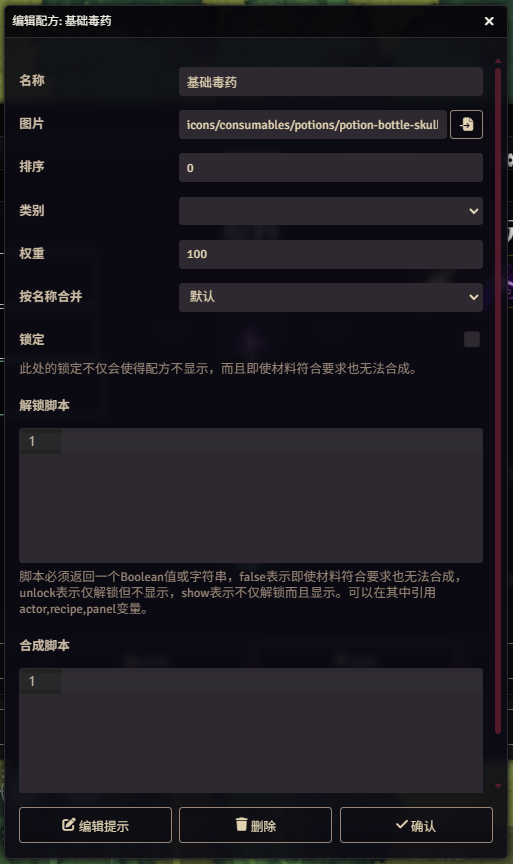 编辑配方: 基础毒药
名称
基础毒药
图片
icons/consumables/potions/potion-bottle-skull
排序
0
类别
权重
100
按名称合并
默认
锁定
此处的锁定不仅会使得配方不显示，而且即使材料符合要求也无法合成。
解锁脚本
1
脚本必须返回一个Boolean值或字符串，false表示即使材料符合要求也无法合成，
unlock表示仅解锁但不显示，show表示不仅解锁而且显示。可以在其中引用
actor,recipe,panel变量。
合成脚本
1
编辑提示
删除
确认